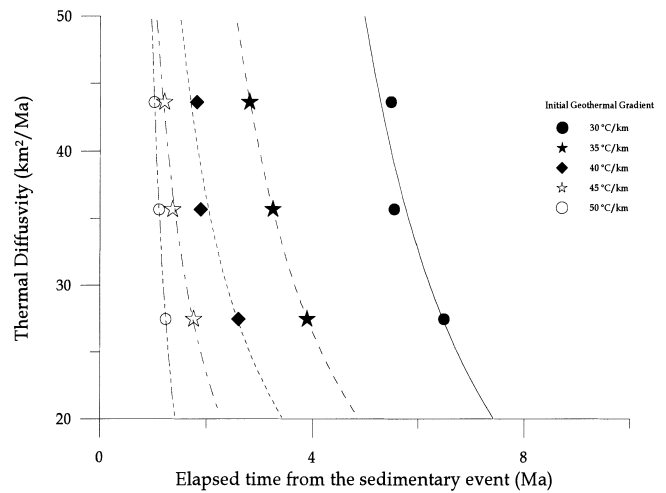 50
40
30
20
Thermal Diffusvity (km²/Ma)
0
4
8
Elapsed time from the sedimentary event (Ma)
Initial Geothermal Gradient
30 °C/km
35 °C/km
40 °C/km
45 °C/km
50 °C/km